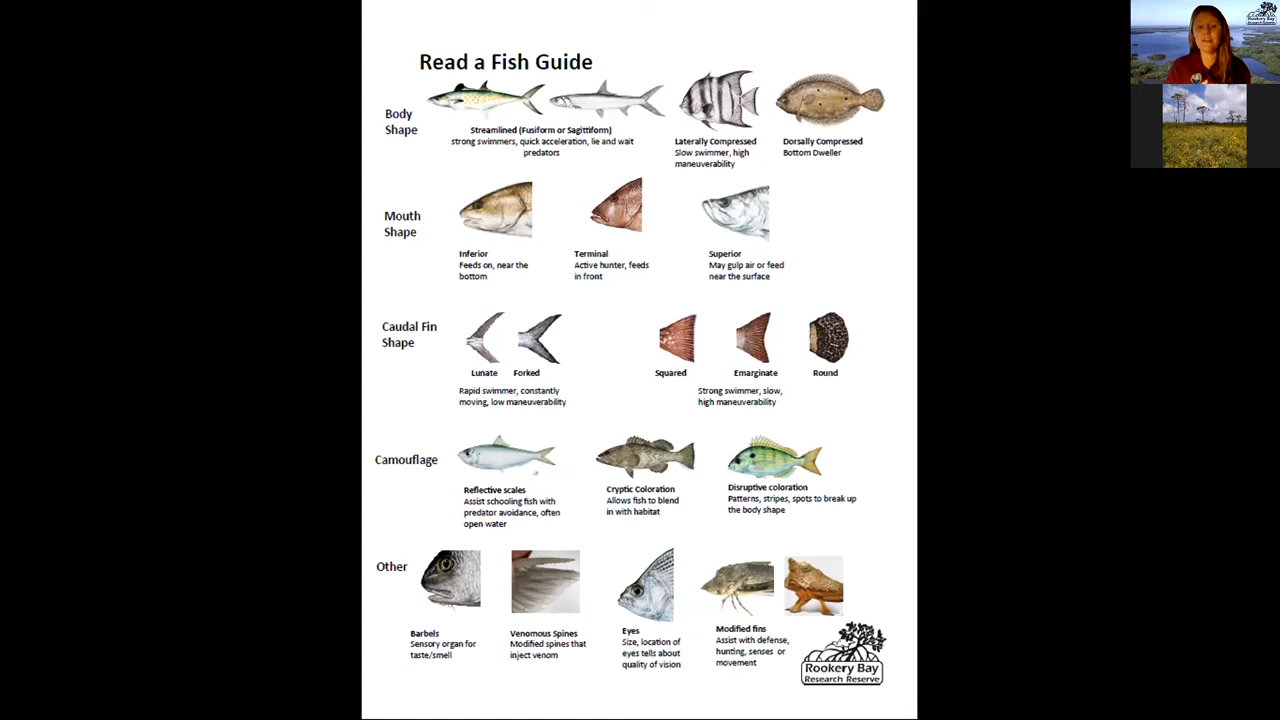 Read a Fish Guide
Body
Shape
Streamlined (Fusiform or Sagittiform)
strong swimmers, quick acceleration, lie and wait
predators
Laterally Compressed
Slow swimmer, high
maneuverability
Dorsally Compressed
Bottom Dweller
Mouth
Shape
Inferior
Feeds on, near the
bottom
Terminal
Active hunter, feeds
in front
Superior
May gulp air or feed
near the surface
Caudal Fin
Shape
Lunate
Forked
Rapid swimmer, constantly
moving, low maneuverability
Squared
Emarginate
Round
Strong swimmer, slow,
high maneuverability
Camouflage
Reflective scales
Assist schooling fish with
predator avoidance, often
open water
Cryptic Coloration
Allows fish to blend
in with habitat
Disruptive coloration
Patterns, stripes, spots to break up
the body shape
Other
Barbels
Sensory organ for
taste/smell
Venomous Spines
Modified spines that
inject venom
Eyes
Size, location of
eyes tells about
quality of vision
Modified fins
Assist with defense,
hunting, senses or
movement
Rookery Bay
Research Reserve
Rookery Bay
Research Reserve